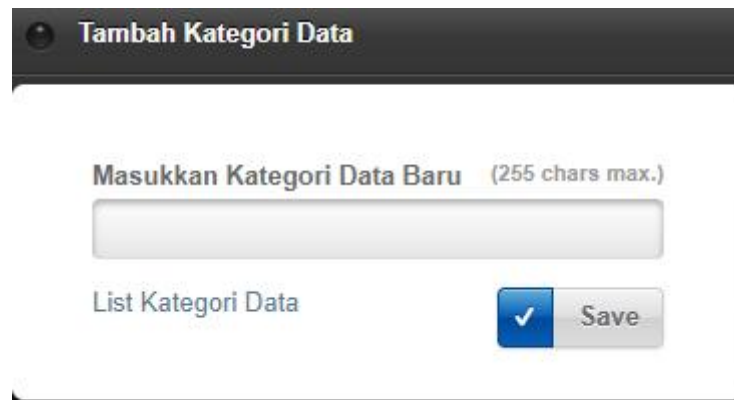 Tambah Kategori Data
Masukkan Kategori Data Baru (255 chars max.)
List Kategori Data
Save